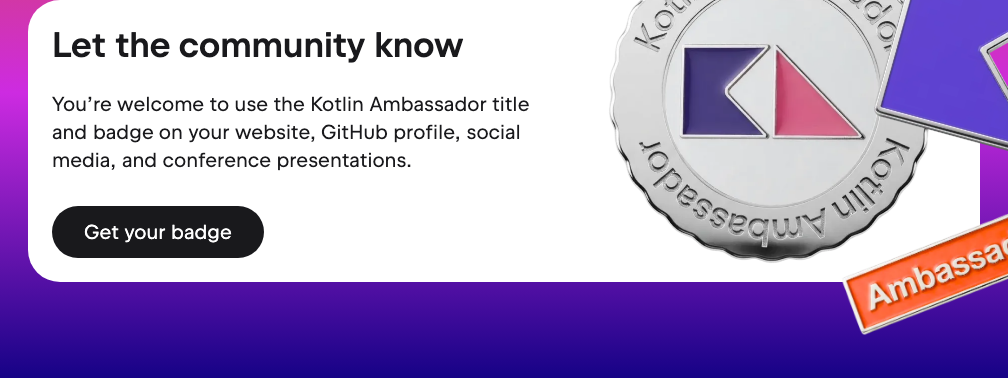 Let the community know
You’re welcome to use the Kotlin Ambassador title
and badge on your website, GitHub profile, social
media, and conference presentations.
Get your badge
Kotlin Ambassador